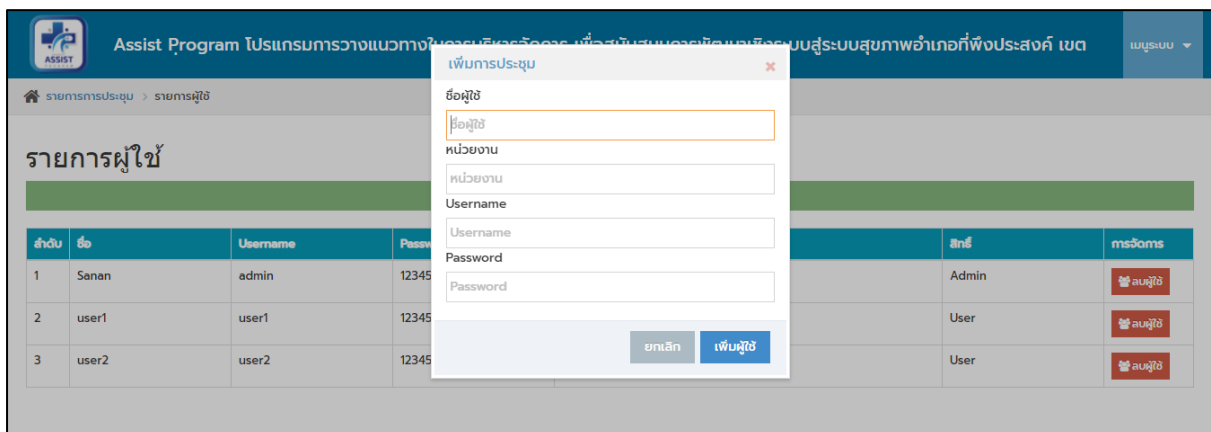 ASSIST
Assist Program โปรแกรมการวางแนวทางในการบริหารจัดการ เพื่อสนับสนุนการพัฒนาเชิงระบบสู่ระบบสุขภาพอำเภอที่พึงประสงค์ เขต
เมนูระบบ
รายการการประชุม > รายการผู้ใช้
รายการผู้ใช้
เพิ่มการประชุม
ชื่อผู้ใช้
ชื่อผู้ใช้
หน่วยงาน
หน่วยงาน
Username
Username
Password
Password
ยกเลิก เพิ่มผู้ใช้
ลำดับ ชื่อ Username Passw สิทธิ์ การจัดการ
1 Sanan admin 12345 Admin ลบผู้ใช้
2 user1 user1 12345 User ลบผู้ใช้
3 user2 user2 12345 User ลบผู้ใช้